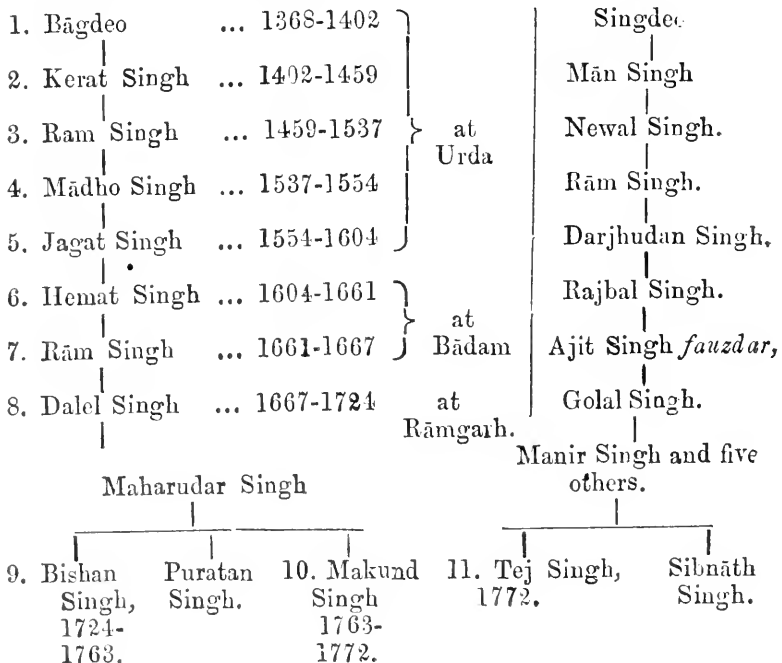 1. Bāgdeo ... 1368-1402 Singdeo
2. Kerat Singh ... 1402-1459 Mān Singh
3. Ram Singh ... 1459-1537 at Newal Singh.
Urda
4. Mādho Singh ... 1537-1554 Rām Singh.
5. Jagat Singh ... 1554-1604 Darjhudan Singh.
6. Hemat Singh ... 1604-1661 Rajbal Singh.
at
7. Rām Singh ... 1661-1667 Bādam Ajit Singh fauzdar,
8. Dalel Singh ... 1667-1724 at Golal Singh.
Rāmgarh.
Manir Singh and five
Maharudar Singh others.
9. Bishan Puratan 10. Makund 11. Tej Singh, Sibnāth
Singh, Singh. Singh 1772. Singh.
1724- 1763-
1763. 1772.